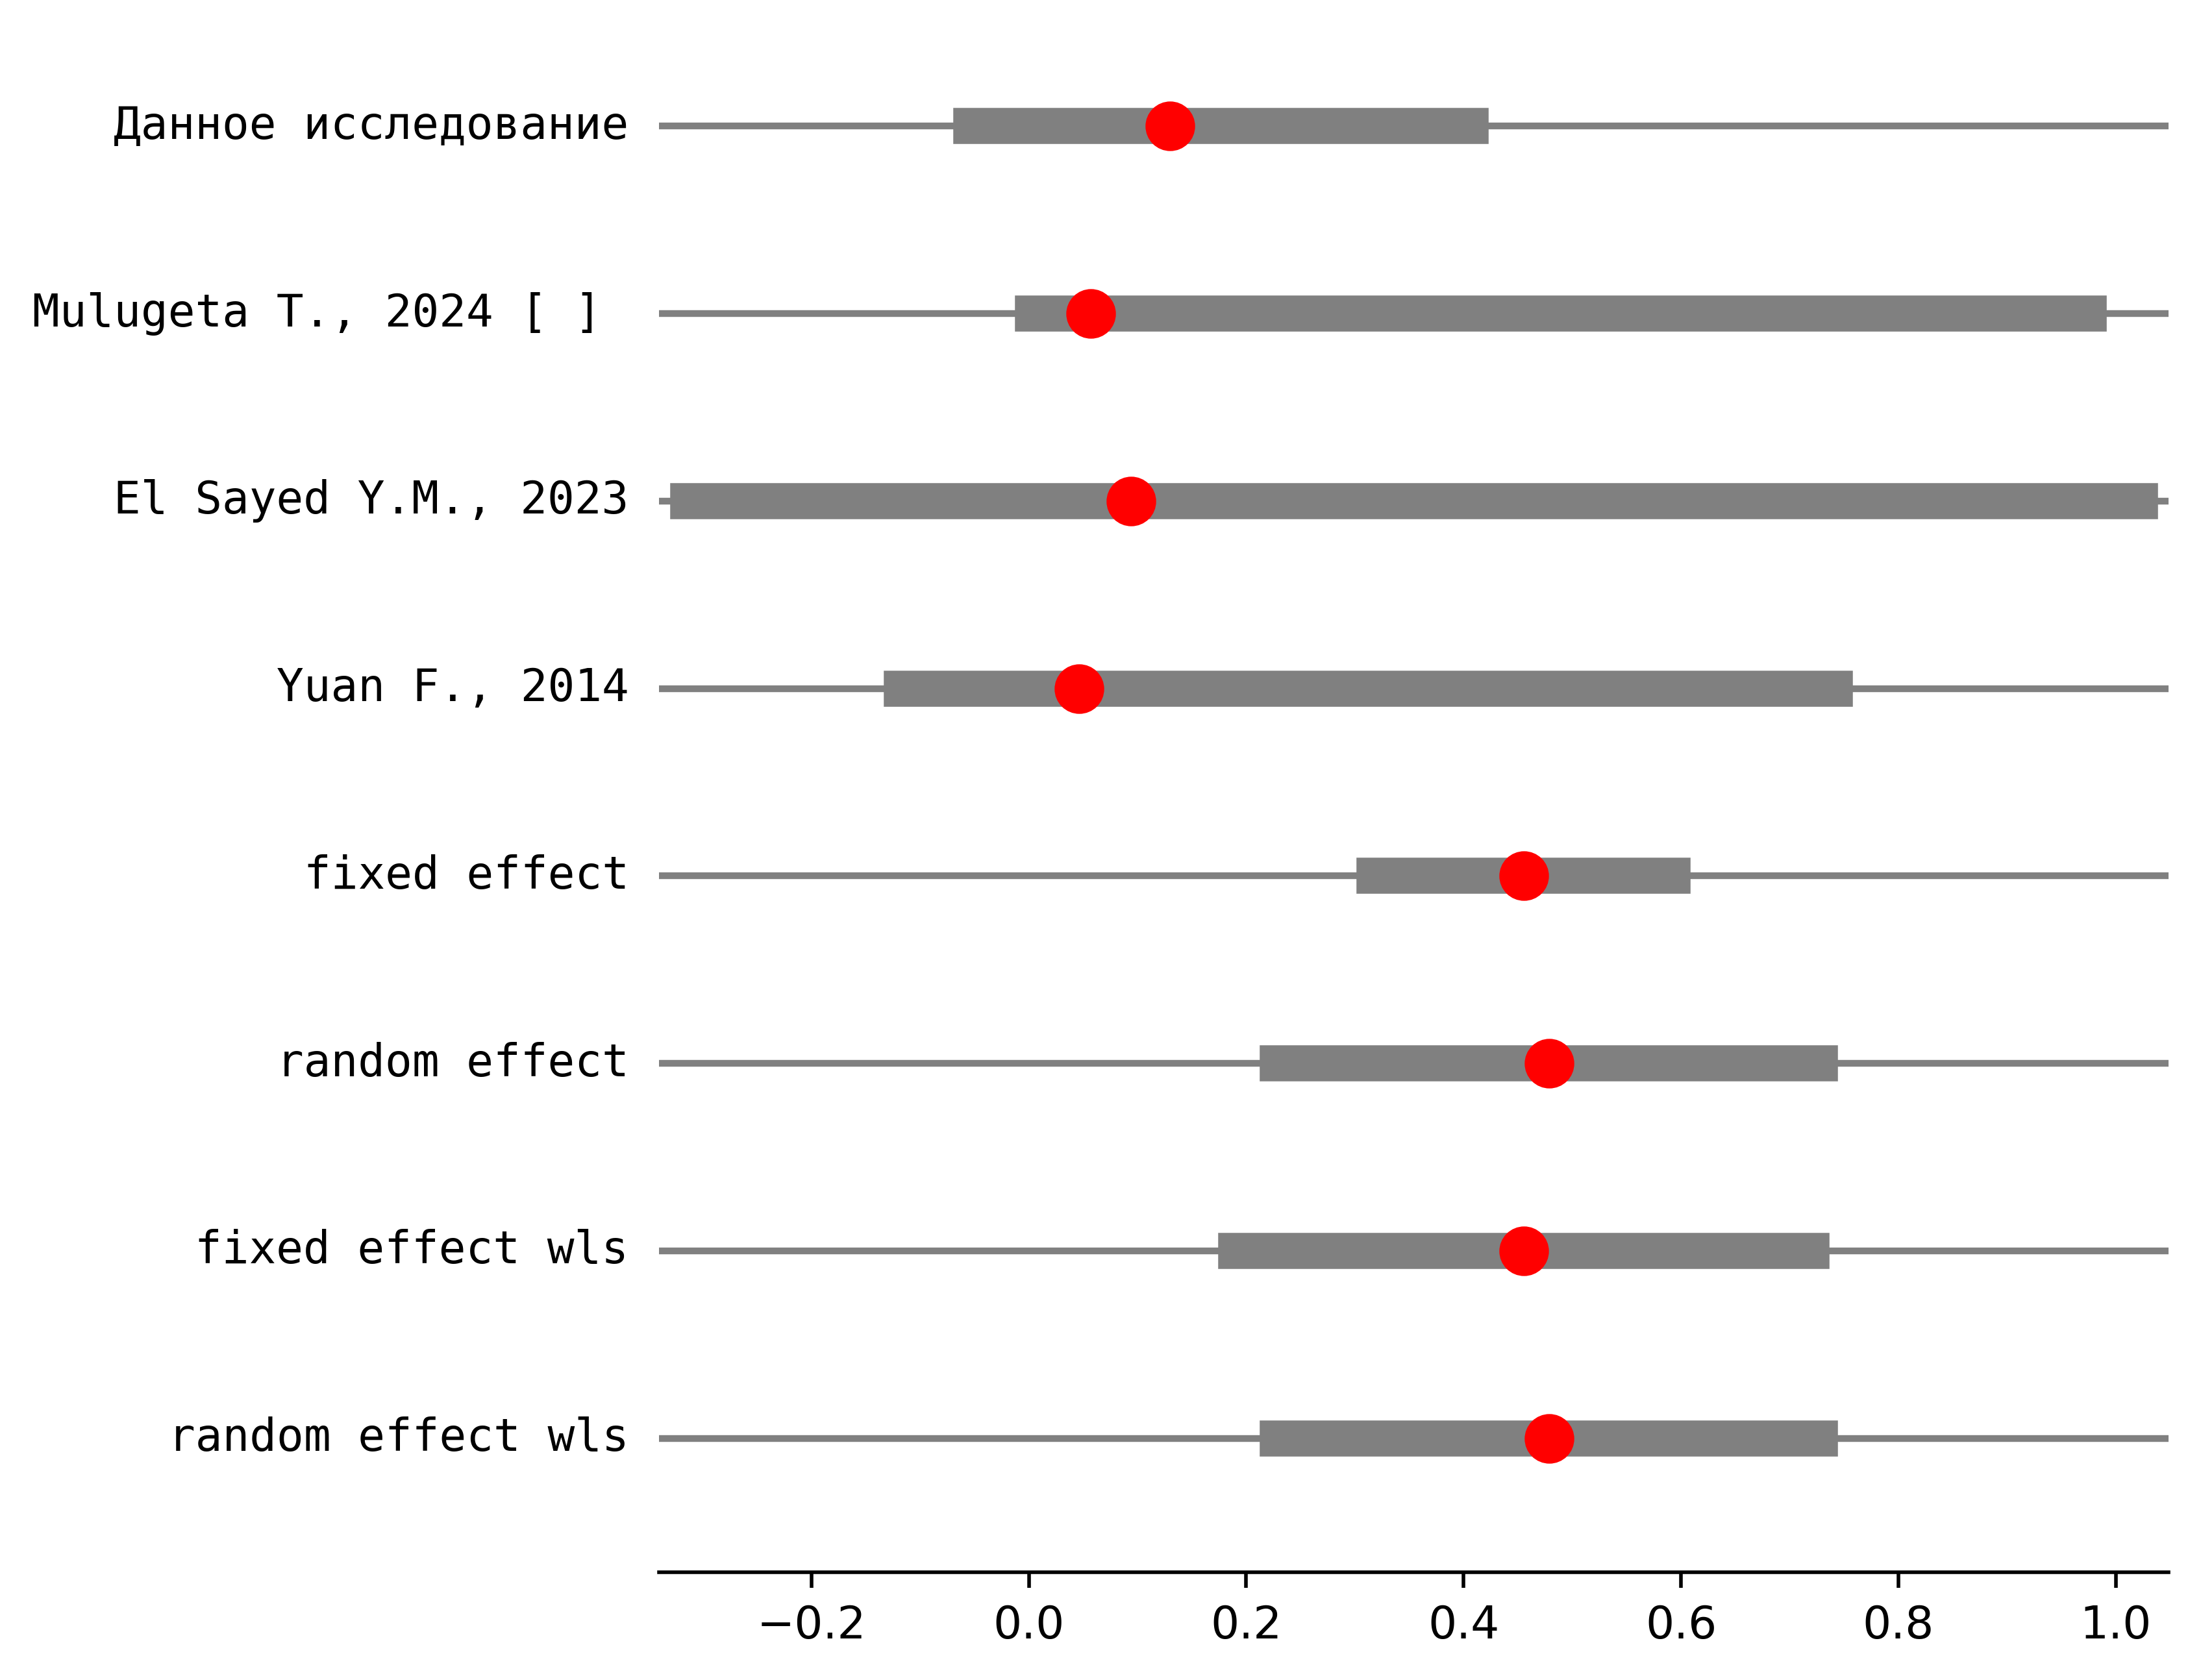 Данное исследование
Mulugeta T., 2024 [ ]
El Sayed Y.M., 2023
Yuan F., 2014
fixed effect
random effect
fixed effect wls
random effect wls
−0.2 0.0 0.2 0.4 0.6 0.8 1.0